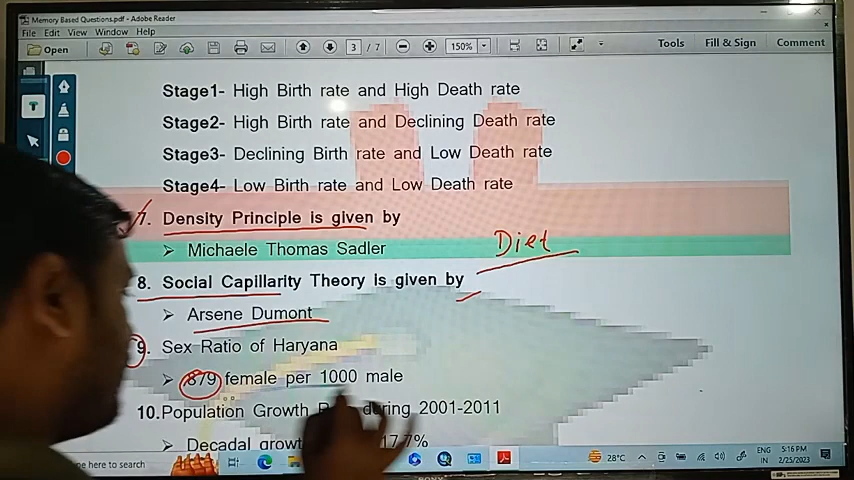 Memory Based Questions.pdf - Adobe Reader
File Edit View Window Help
Open 3 / 7 150% Tools Fill & Sign Comment
Stage1- High Birth rate and High Death rate
Stage2- High Birth rate and Declining Death rate
Stage3- Declining Birth rate and Low Death rate
Stage4- Low Birth rate and Low Death rate
7. Density Principle is given by
➢ Michaele Thomas Sadler
Diet
8. Social Capillarity Theory is given by
➢ Arsene Dumont
9. Sex Ratio of Haryana
➢ 879 female per 1000 male
10. Population Growth during 2001-2011
➢ Decadal growt 17.7%
here to search 28°C ENG 5:16 PM
IN 2/25/2023
SONY